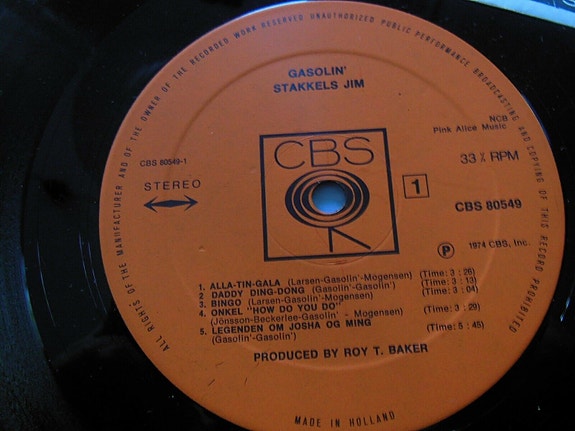 ALL RIGHTS OF THE MANUFACTURER AND OF THE OWNER OF THE RECORDED WORK RESERVED UNAUTHORIZED PUBLIC PERFORMANCE BROADCASTING AND COPYING OF THIS RECORD PROHIBITED
GASOLIN'
STAKKELS JIM
NCB
Pink Alice Music
CBS 80549-1
STEREO
CBS
33 ⅓ RPM
1
CBS 80549
P 1974 CBS, Inc.
1. ALLA-TIN-GALA (Larsen-Gasolin'-Mogensen) (Time: 3 : 26)
2 DADDY DING-DONG (Gasolin'-Gasolin') (Time: 3 : 13)
3. BINGO (Larsen-Gasolin'-Mogensen) (Time: 3 : 04)
4. ONKEL "HOW DO YOU DO" (Time: 3 : 29)
(Jönsson-Beckerlee-Gasolin' - Mogensen)
5. LEGENDEN OM JOSHA OG MING (Time: 5 : 45)
(Gasolin'-Gasolin')
PRODUCED BY ROY T. BAKER
MADE IN HOLLAND